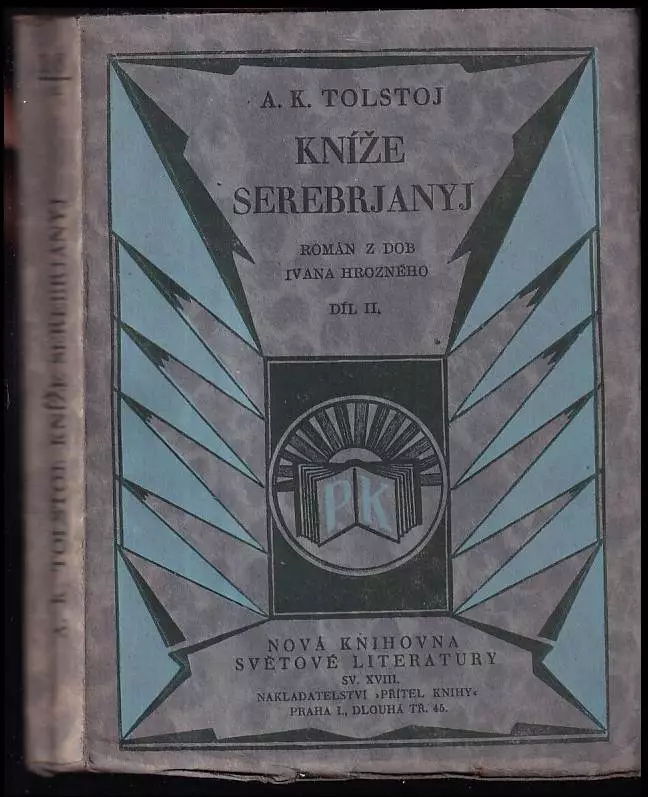 A. K. TOLSTOJ
KNÍŽE
SEREBRJANYJ
ROMÁN Z DOB
IVANA HROZNÉHO
DÍL II.
PK
NOVÁ KNIHOVNA
SVĚTOVÉ LITERATURY
SV. XVIII.
NAKLADATELSTVÍ ›PŘÍTEL KNIHY‹
PRAHA I., DLOUHÁ TŘ. 45.
A. K. TOLSTOJ KNÍŽE SEREBRJANYJ